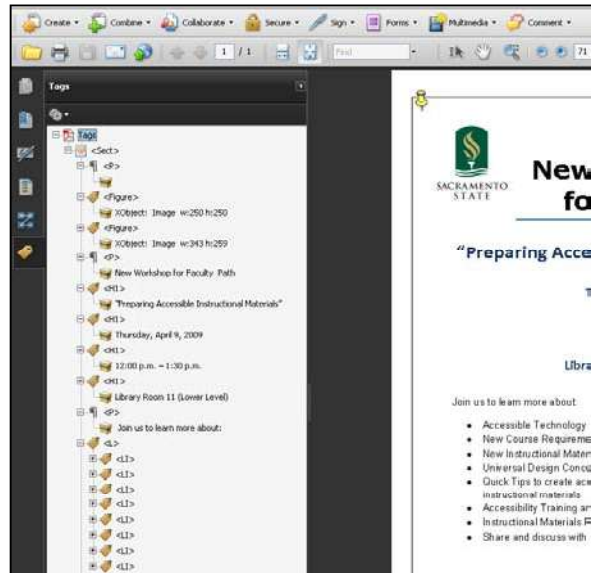 Create Combine Collaborate Secure Sign Forms Multimedia Comment
1 / 1 Find 71
Tags
Tags
<Sect>
<P>
<Figure>
XObject: Image w:250 h:250
<Figure>
XObject: Image w:343 h:259
<P>
New Workshop for Faculty Path
<H1>
"Preparing Accessible Instructional Materials"
<H1>
Thursday, April 9, 2009
<H1>
12:00 p.m. – 1:30 p.m.
<H1>
Library Room 11 (Lower Level)
<P>
Join us to learn more about:
<L>
<LI>
<LI>
<LI>
<LI>
<LI>
<LI>
<LI>
<LI>
SACRAMENTO
STATE
New
fo
"Preparing Acce
T
Libra
Join us to learn more about
• Accessible Technology
• New Course Requireme
• New Instructional Mater
• Universal Design Conce
• Quick Tips to create acc
instructional materials
• Accessibility Training an
• Instructional Materials
• Share and discuss with